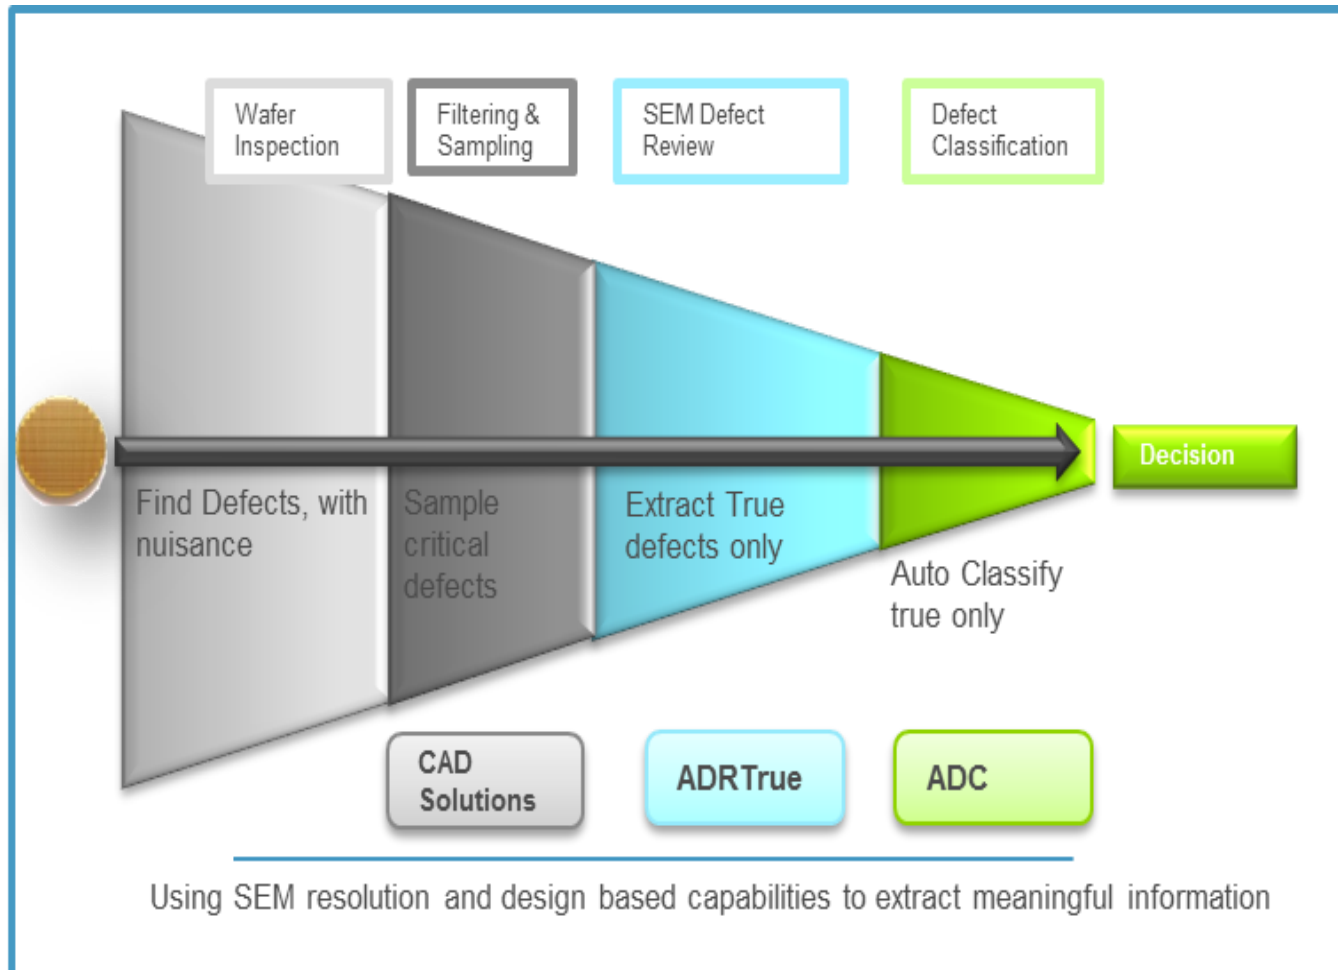 Wafer
Inspection
Filtering &
Sampling
SEM Defect
Review
Defect
Classification
Decision
Find Defects, with
nuisance
Sample
critical
defects
Extract True
defects only
Auto Classify
true only
CAD
Solutions
ADRTrue
ADC
Using SEM resolution and design based capabilities to extract meaningful information